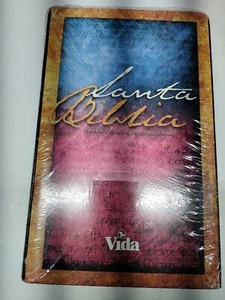 Santa
Biblia
Nueva Versión Internacional
Vida